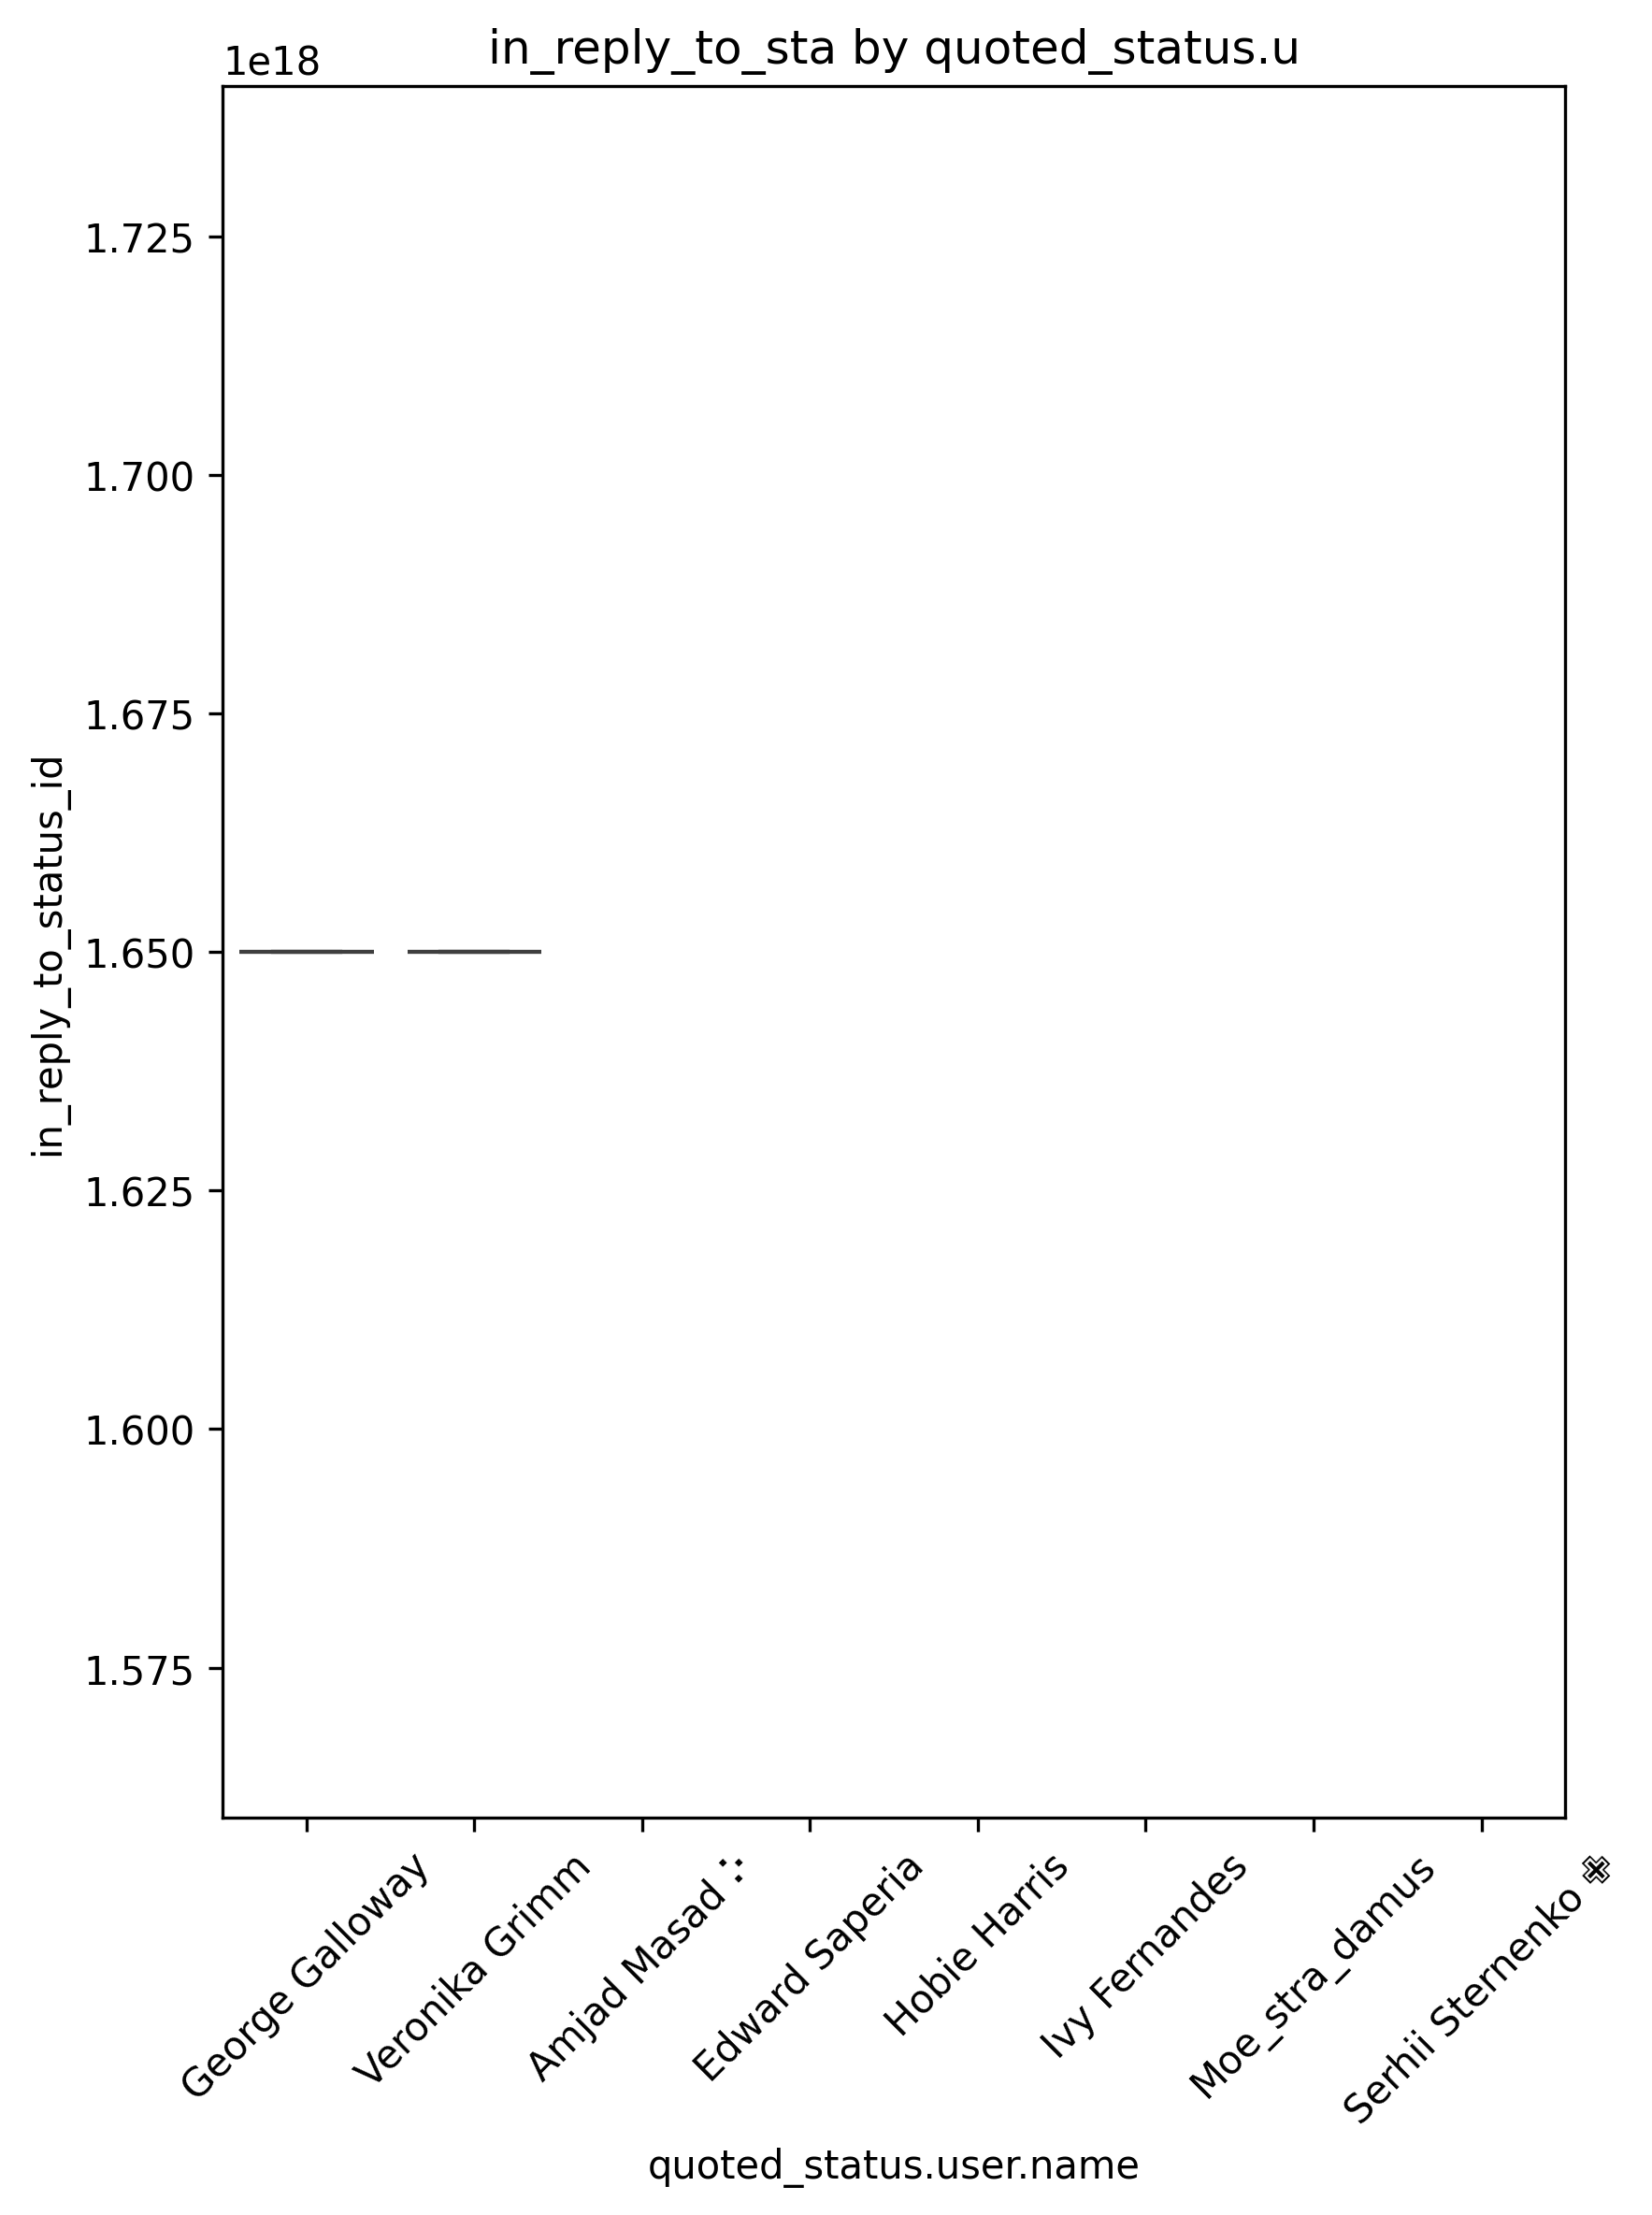 in_reply_to_sta by quoted_status.u
1e18
1.725
1.700
1.675
1.650
1.625
1.600
1.575
in_reply_to_status_id
George Galloway
Veronika Grimm
Amjad Masad ⠕
Edward Saperia
Hobie Harris
Ivy Fernandes
Moe_stra_damus
Serhii Sternenko ✙
quoted_status.user.name